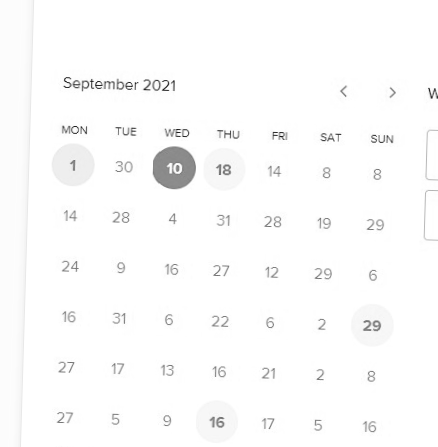 September 2021 < > W
MON TUE WED THU FRI SAT SUN
1 30 10 18 14 8 8
14 28 4 31 28 19 29
24 9 16 27 12 29 6
16 31 6 22 6 2 29
27 17 13 16 21 2 8
27 5 9 16 17 5 16